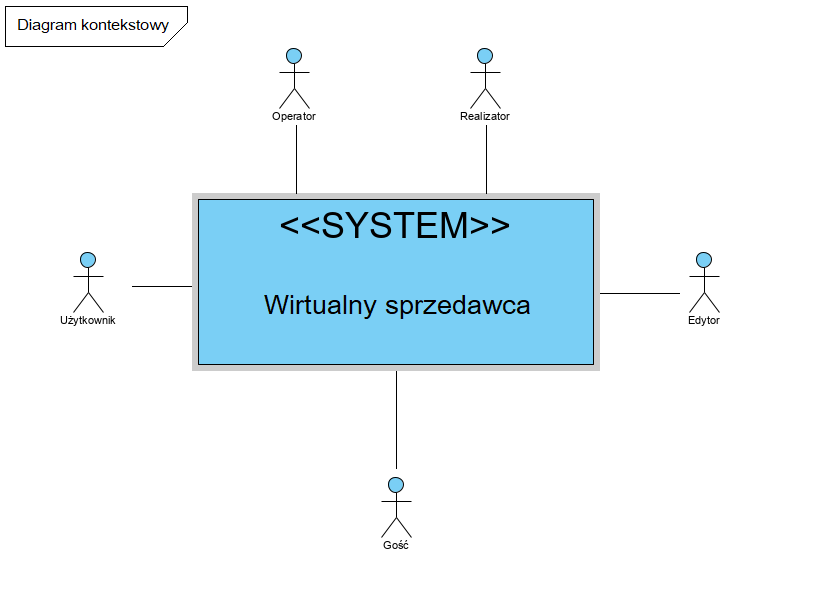 Diagram kontekstowy
Operator
Realizator
<<SYSTEM>>
Wirtualny sprzedawca
Użytkownik
Edytor
Gość